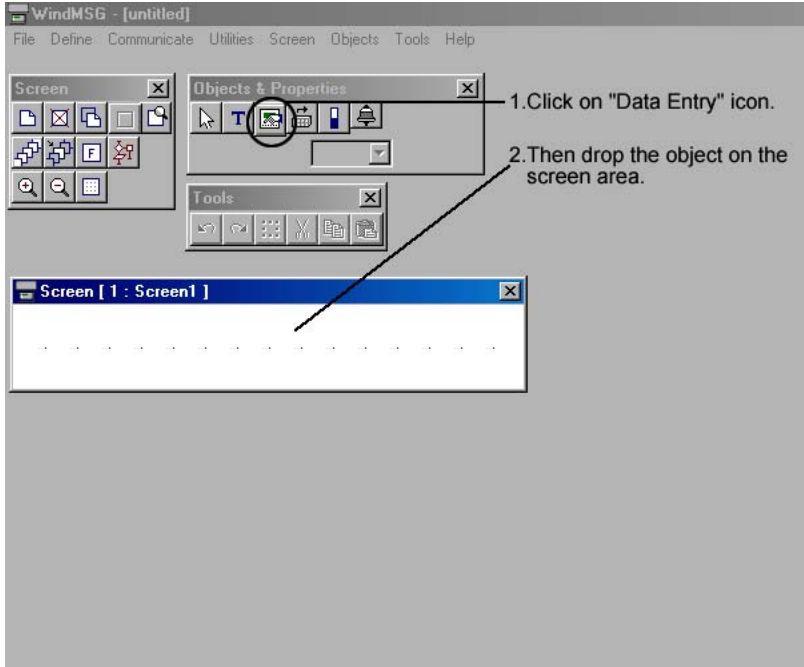 WindMSG - [untitled]
File Define Communicate Utilities Screen Objects Tools Help
Screen
Objects & Properties
1.Click on "Data Entry" icon.
T
F
2.Then drop the object on the
screen area.
Tools
Screen [ 1 : Screen1 ]